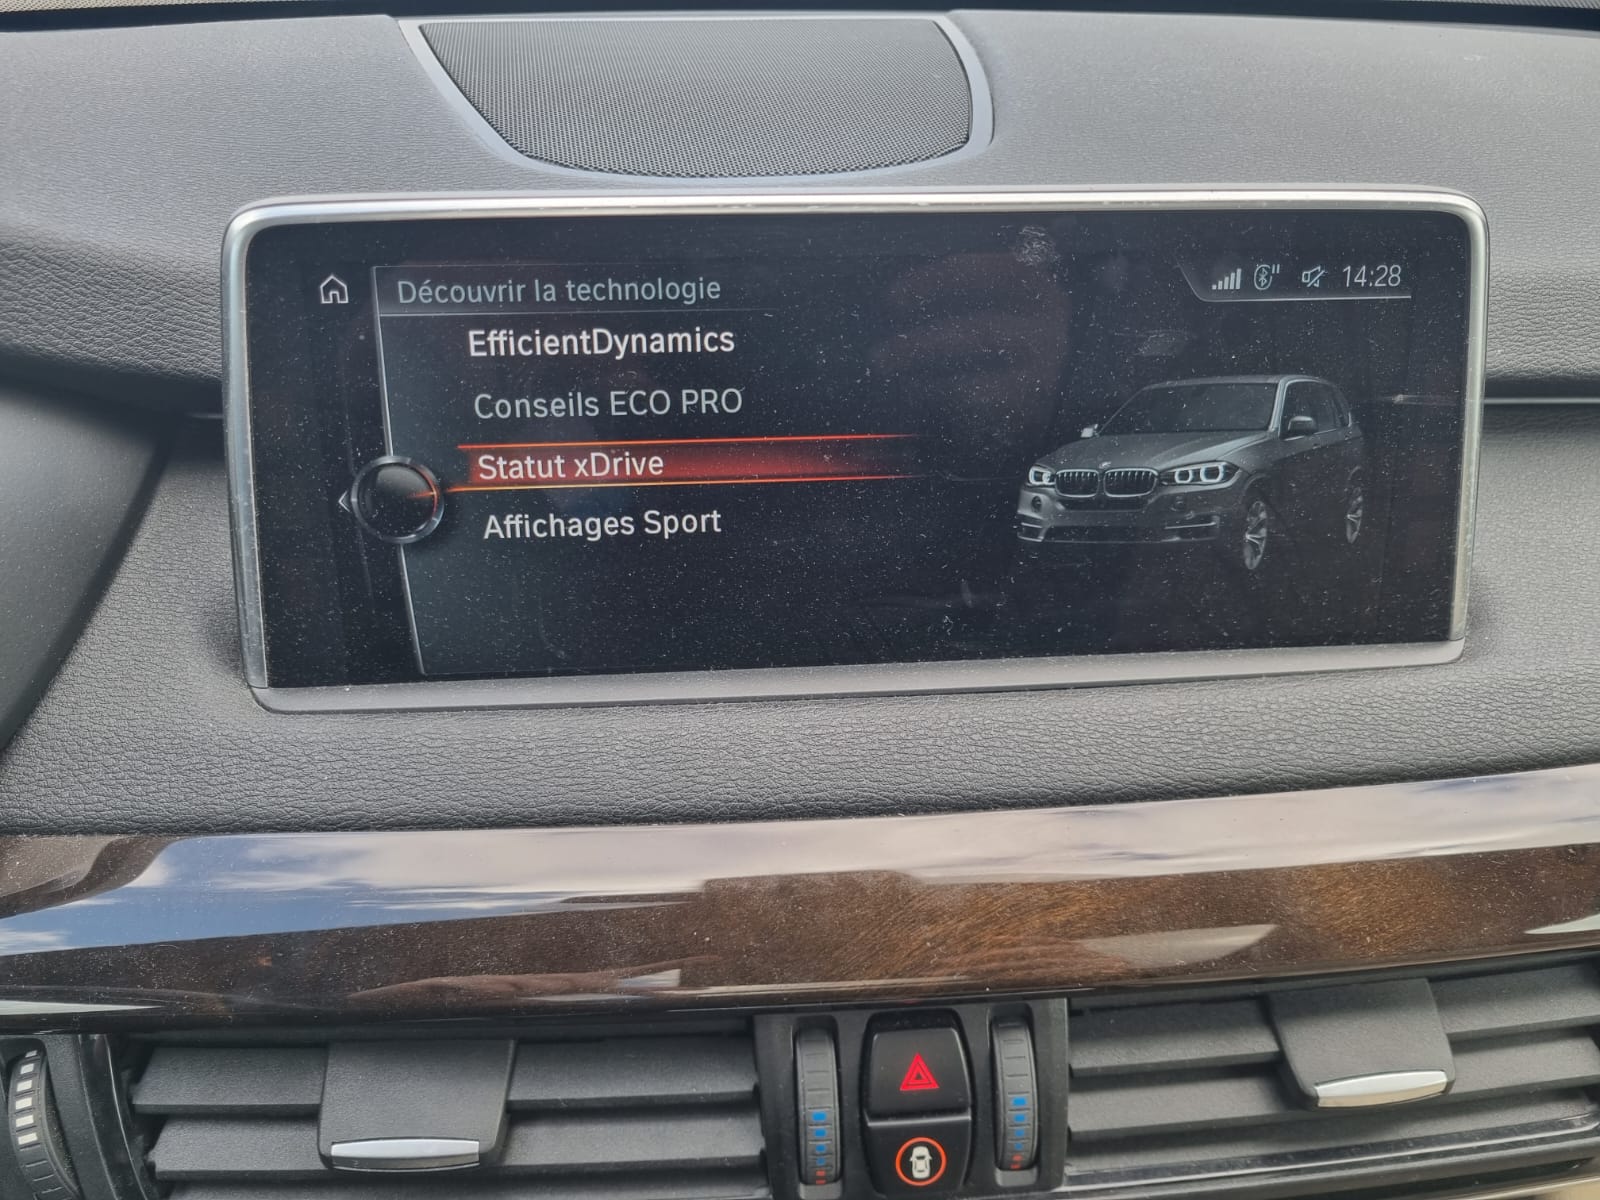 Découvrir la technologie
14:28
EfficientDynamics
Conseils ECO PRO
Statut xDrive
Affichages Sport